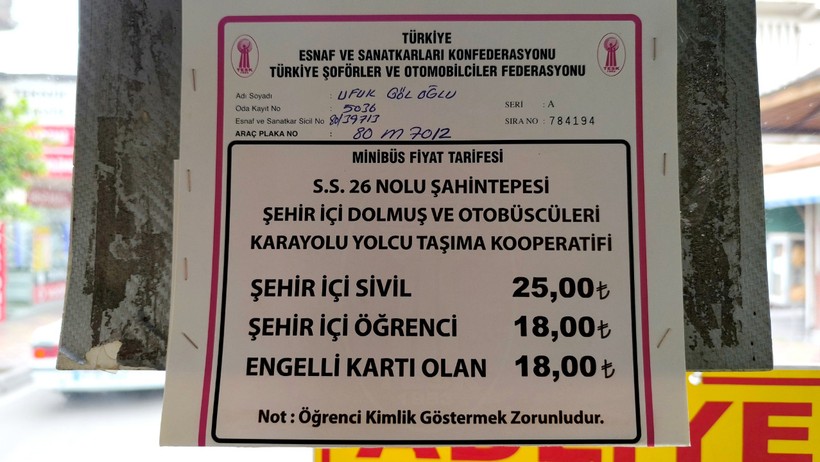 TÜRKİYE
ESNAF VE SANATKARLARI KONFEDERASYONU
TÜRKİYE ŞOFÖRLER VE OTOMOBİLCİLER FEDERASYONU
Adı Soyadı : UFUK GÖLOĞLU
Oda Kayıt No : 5036 SERİ : A
Esnaf ve Sanatkar Sicil No : 80/39713 SIRA NO : 784194
ARAÇ PLAKA NO : 80 M 7012
MİNİBÜS FİYAT TARİFESİ
S.S. 26 NOLU ŞAHİNTEPESİ
ŞEHİR İÇİ DOLMUŞ VE OTOBÜSCÜLERİ
KARAYOLU YOLCU TAŞIMA KOOPERATİFİ
ŞEHİR İÇİ SİVİL 25,00₺
ŞEHİR İÇİ ÖĞRENCİ 18,00₺
ENGELLİ KARTI OLAN 18,00₺
Not : Öğrenci Kimlik Göstermek Zorunludur.
ADLİYE